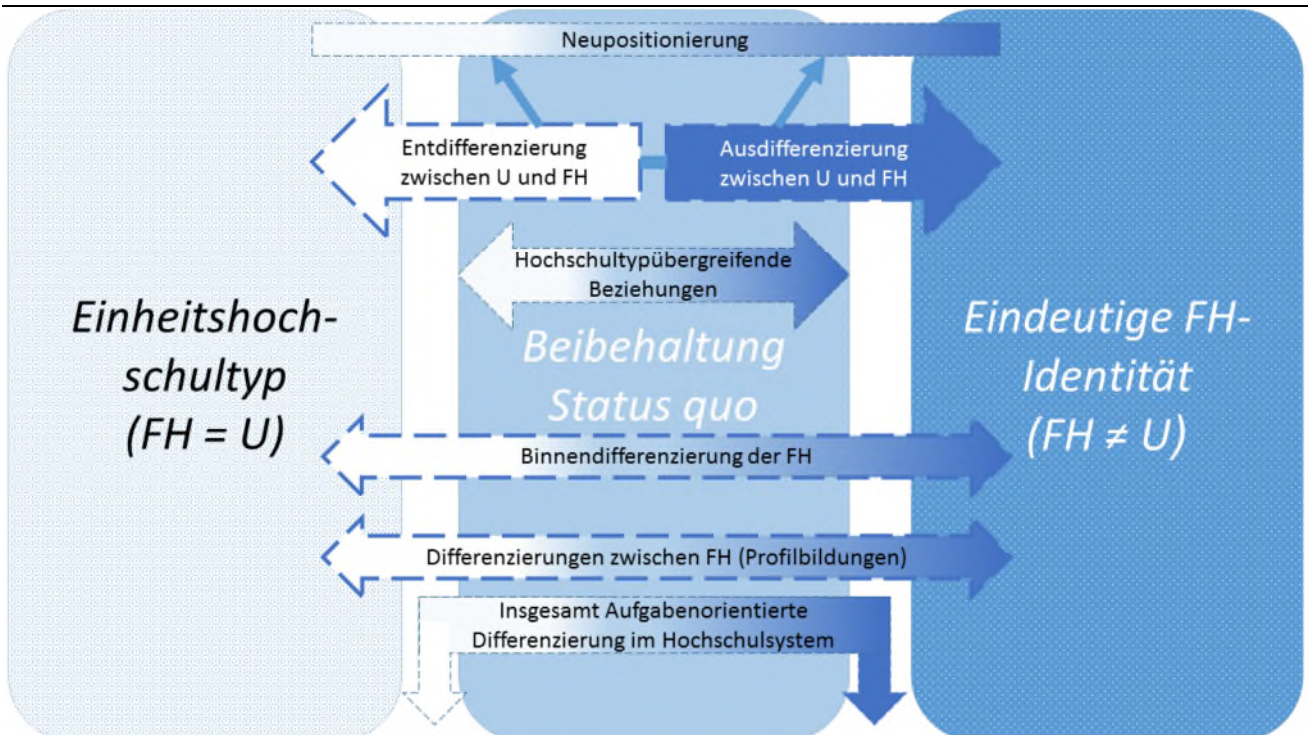 Neupositionierung
Entdifferenzierung
zwischen U und FH
Ausdifferenzierung
zwischen U und FH
Hochschultypübergreifende
Beziehungen
Einheitshoch-
schultyp
(FH = U)
Beibehaltung
Status quo
Eindeutige FH-
Identität
(FH ≠ U)
Binnendifferenzierung der FH
Differenzierungen zwischen FH (Profilbildungen)
Insgesamt Aufgabenorientierte
Differenzierung im Hochschulsystem